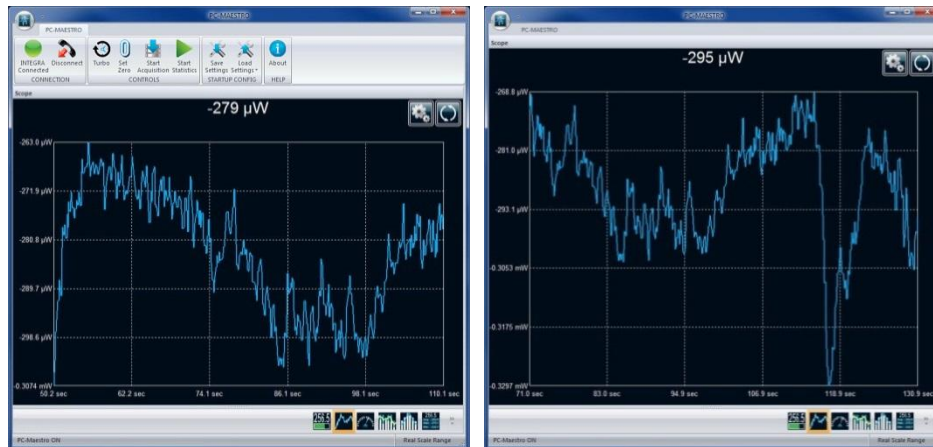 PC-MAESTRO
PC-MAESTRO
INTEGRA Connected
Disconnect
Turbo
Set Zero
Start Acquisition
Start Statistics
Save Settings
Load Settings
About
CONNECTION
CONTROLS
STARTUP CONFIG
HELP
Scope
-279 µW
-263.0 µW
-271.9 µW
-280.8 µW
-289.7 µW
-298.6 µW
-0.3074 mW
50.2 sec
62.2 sec
74.1 sec
86.1 sec
98.1 sec
110.1 sec
PC-Maestro ON
Real Scale Range
PC-MAESTRO
PC-MAESTRO
Scope
-295 µW
-268.8 µW
-281.0 µW
-293.1 µW
-0.3053 mW
-0.3175 mW
-0.3297 mW
71.0 sec
83.0 sec
94.9 sec
106.9 sec
118.9 sec
130.9 sec
PC-Maestro ON
Real Scale Range